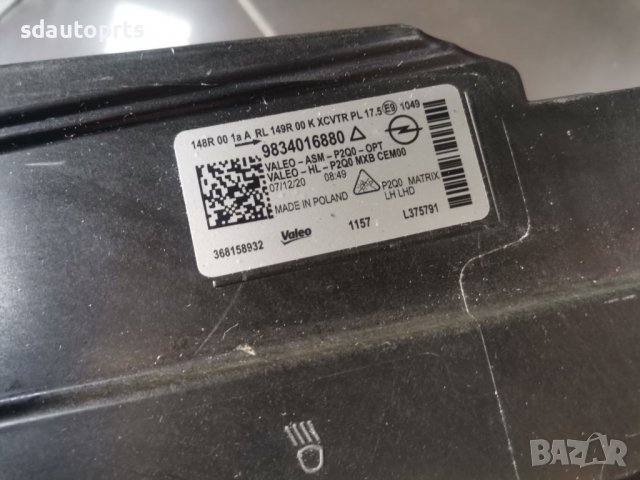 sdautoprts
148R 00 1a A RL 149R 00 K XCVTR PL 17.5 E9 1049
9834016880
VALEO-ASM-P2Q0-OPT
VALEO-HL-P2Q0 MXB CEM00
07/12/20 08:49
P2Q0 MATRIX
LH LHD
MADE IN POLAND
368158932 Valeo 1157 L375791
BAZAR